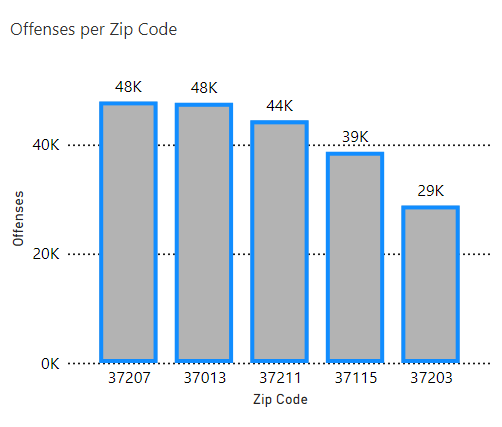 Offenses per Zip Code
48K
48K
44K
39K
29K
40K
20K
0K
Offenses
37207 37013 37211 37115 37203
Zip Code